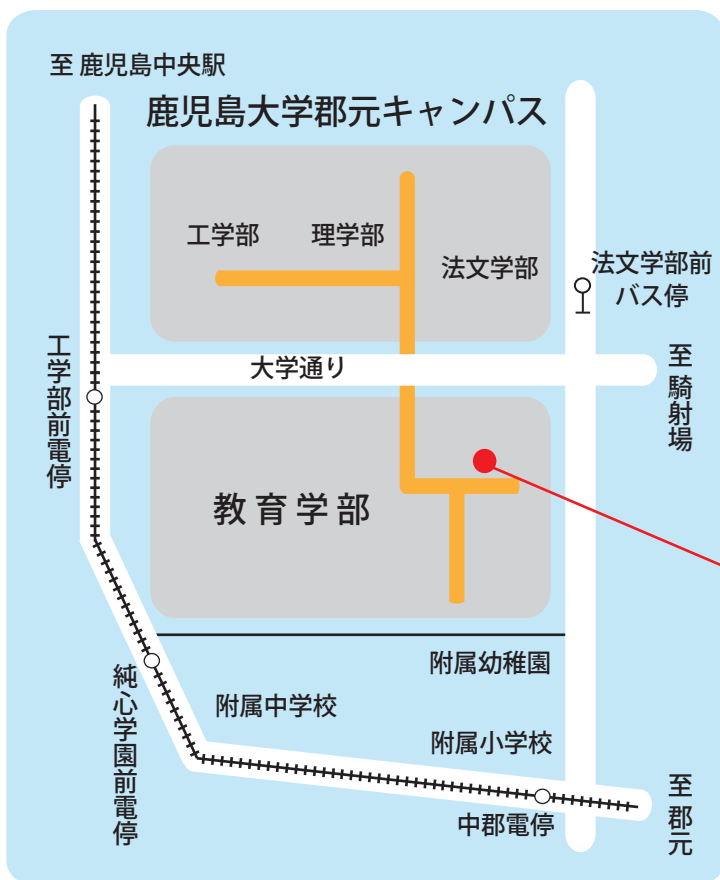 至 鹿児島中央駅
鹿児島大学郡元キャンパス
工学部
理学部
法文学部
法文学部前
バス停
大学通り
至騎射場
工学部前電停
教育学部
附属幼稚園
純心学園前電停
附属中学校
附属小学校
中郡電停
至郡元